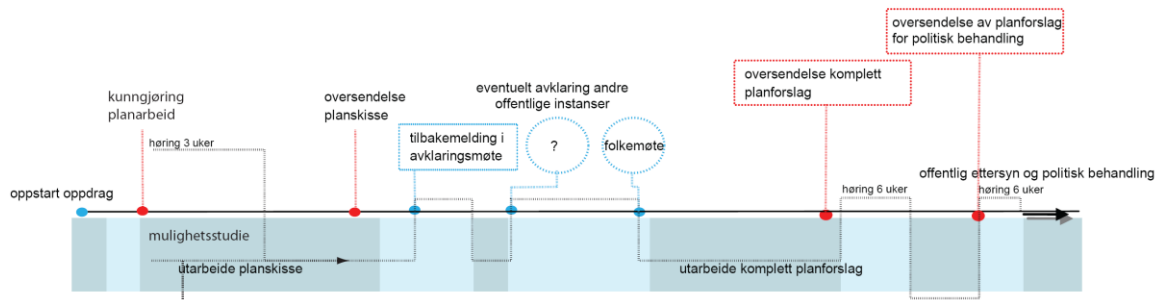 oversendelse av planforslag
for politisk behandling
oversendelse komplett
planforslag
eventuelt avklaring andre
offentlige instanser
kunngjøring
planarbeid
oversendelse
planskisse
tilbakemelding i
avklaringsmøte
?
folkemøte
høring 3 uker
oppstart oppdrag
offentlig ettersyn og politisk behandling
høring 6 uker
høring 6 uker
mulighetsstudie
utarbeide planskisse
utarbeide komplett planforslag